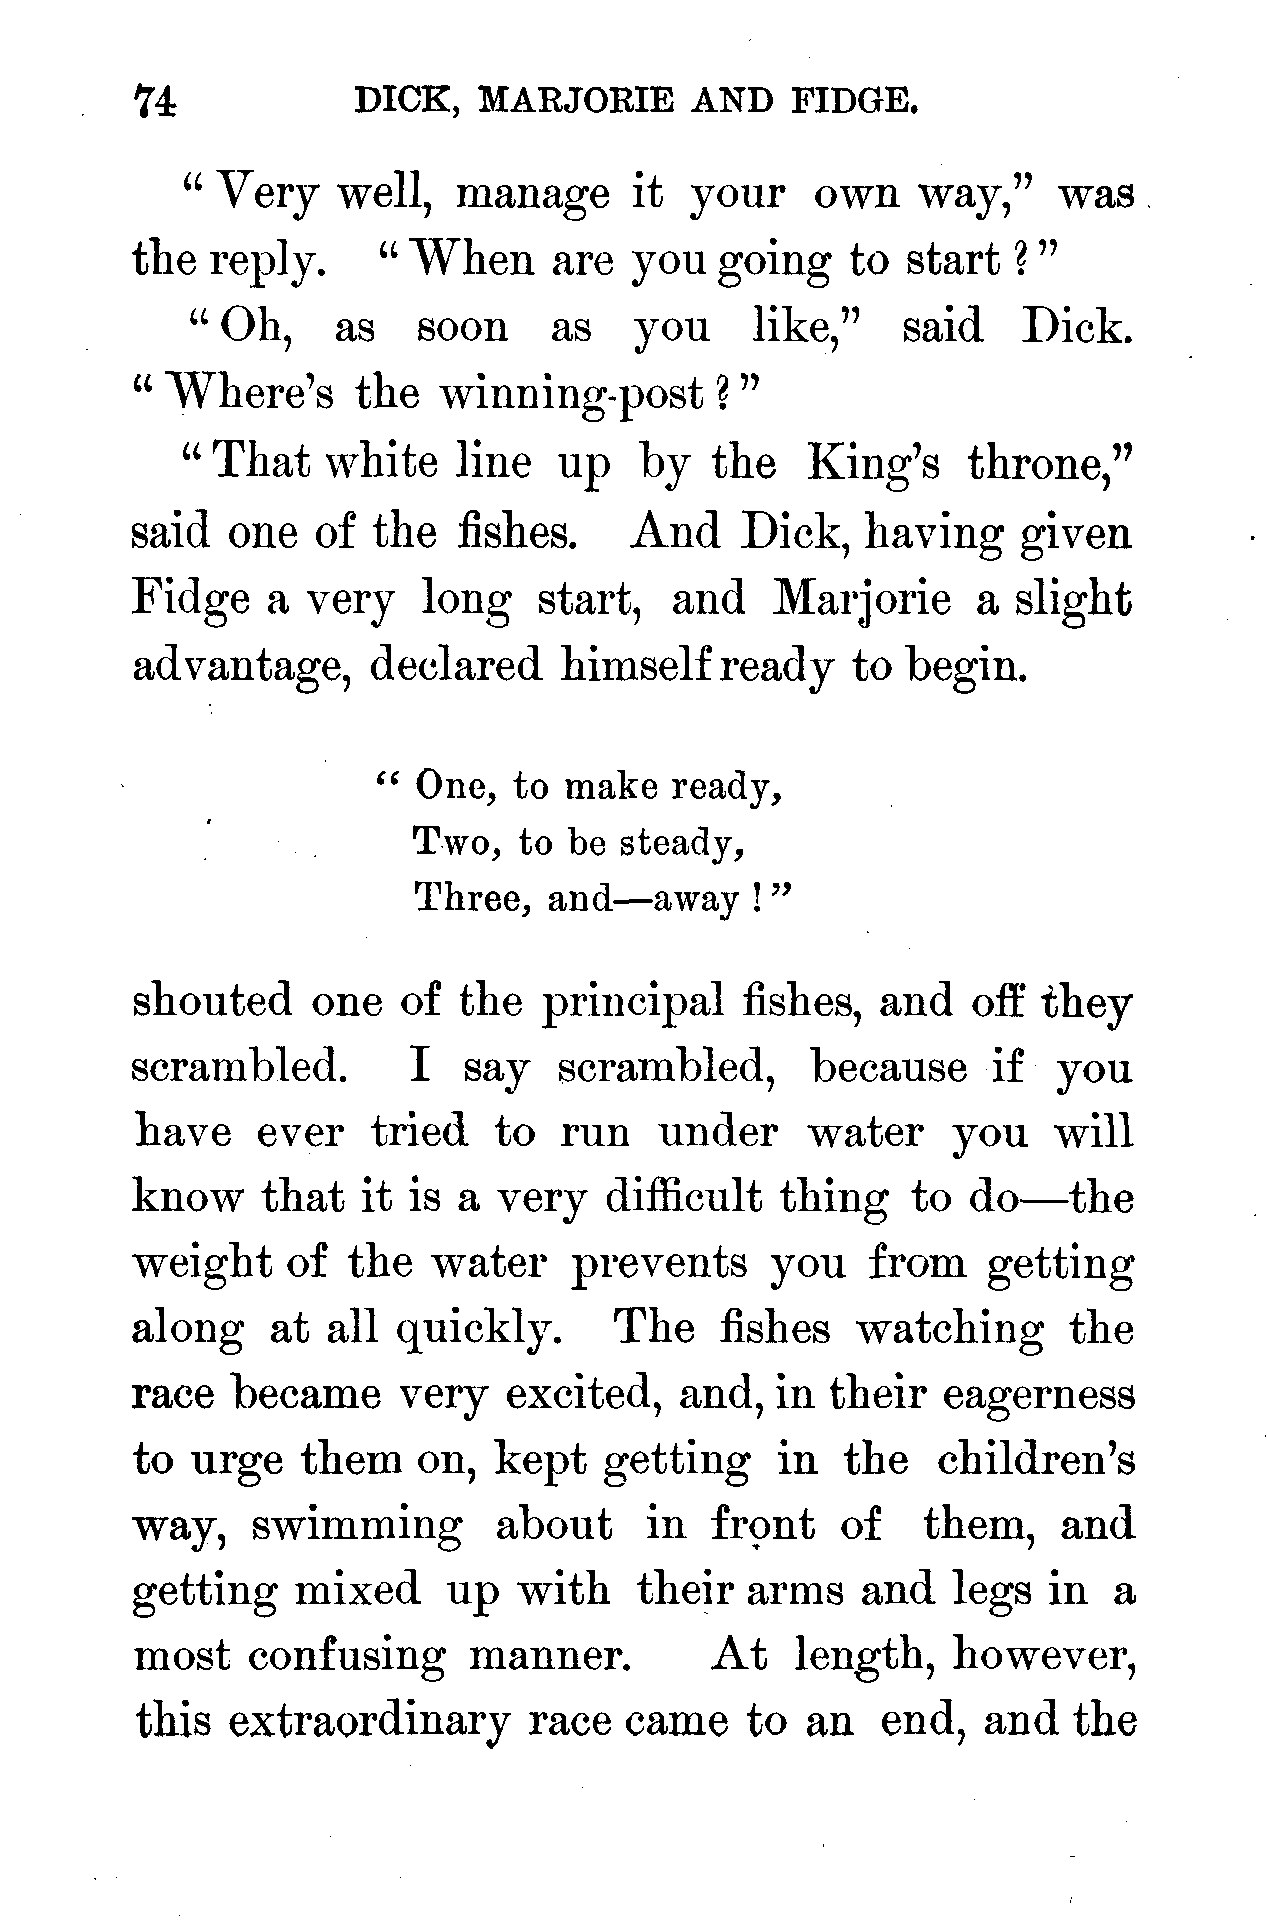 74 DICK, MARJORIE AND FIDGE.
“ Very well, manage it your own way,” was
the reply. “ When are you going to start ? ”
“ Oh, as soon as you like,” said Dick.
“ Where’s the winning-post ? ”
“ That white line up by the King’s throne,”
said one of the fishes. And Dick, having given
Fidge a very long start, and Marjorie a slight
advantage, declared himself ready to begin.
“ One, to make ready,
Two, to be steady,
Three, and—away ! ”
shouted one of the principal fishes, and off they
scrambled. I say scrambled, because if you
have ever tried to run under water you will
know that it is a very difficult thing to do—the
weight of the water prevents you from getting
along at all quickly. The fishes watching the
race became very excited, and, in their eagerness
to urge them on, kept getting in the children’s
way, swimming about in front of them, and
getting mixed up with their arms and legs in a
most confusing manner. At length, however,
this extraordinary race came to an end, and the